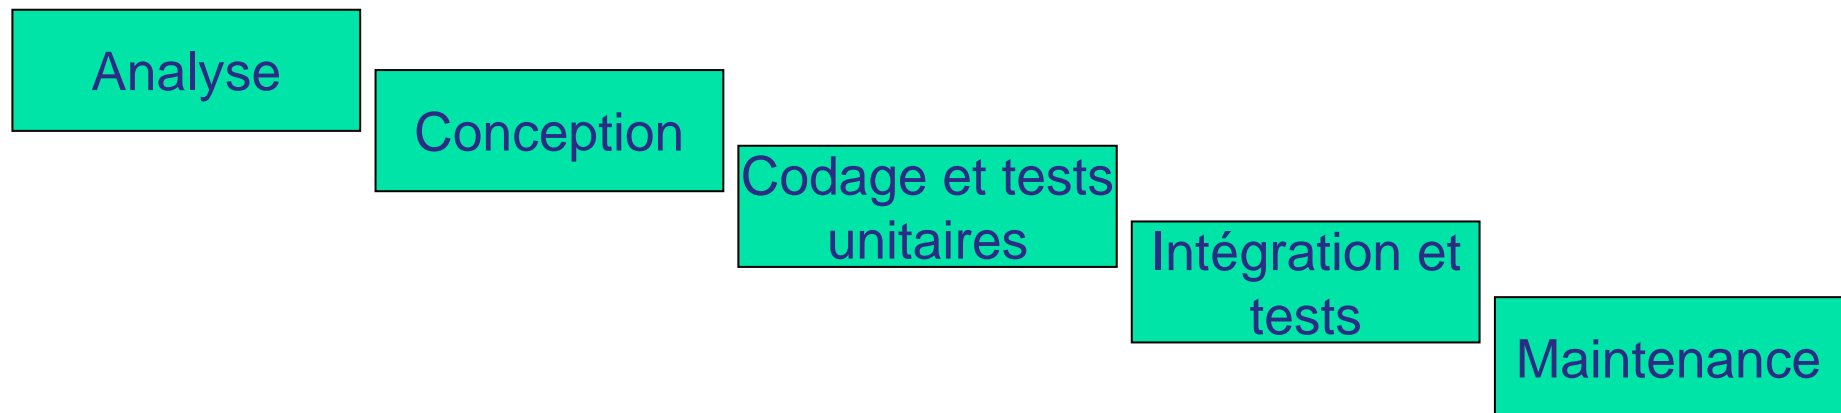 Analyse
Conception
Codage et tests
unitaires
Intégration et
tests
Maintenance